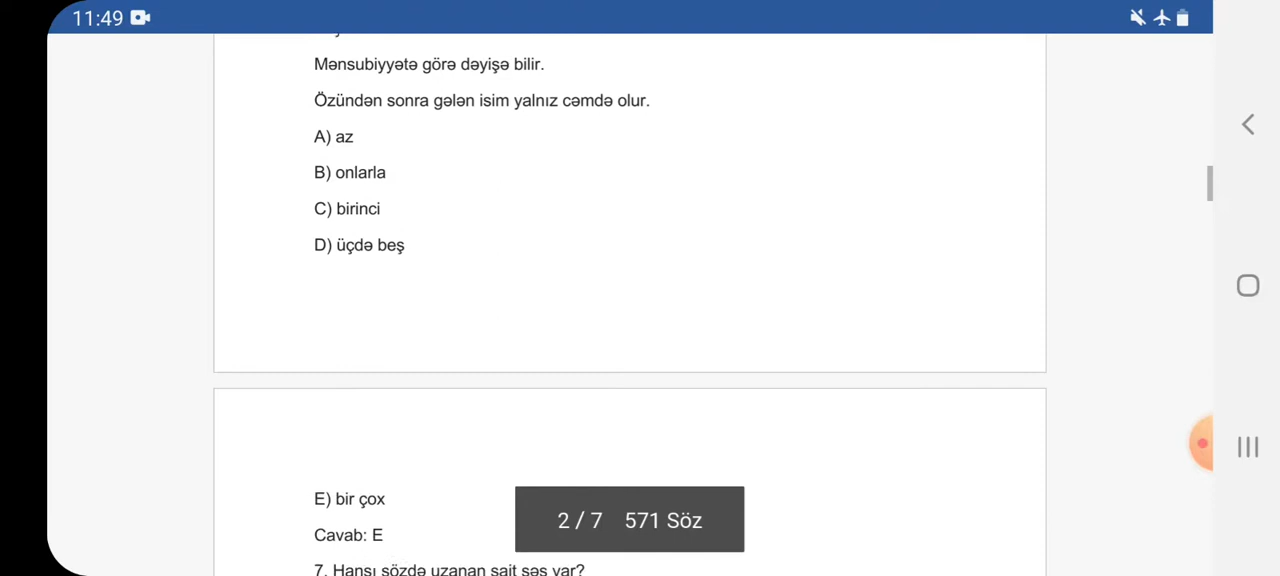 11:49
Mənsubiyyətə görə dəyişə bilir.
Özündən sonra gələn isim yalnız cəmdə olur.
A) az
B) onlarla
C) birinci
D) üçdə beş
E) bir çox
Cavab: E
2 / 7 571 Söz
7. Hansı sözdə uzanan sait səs var?